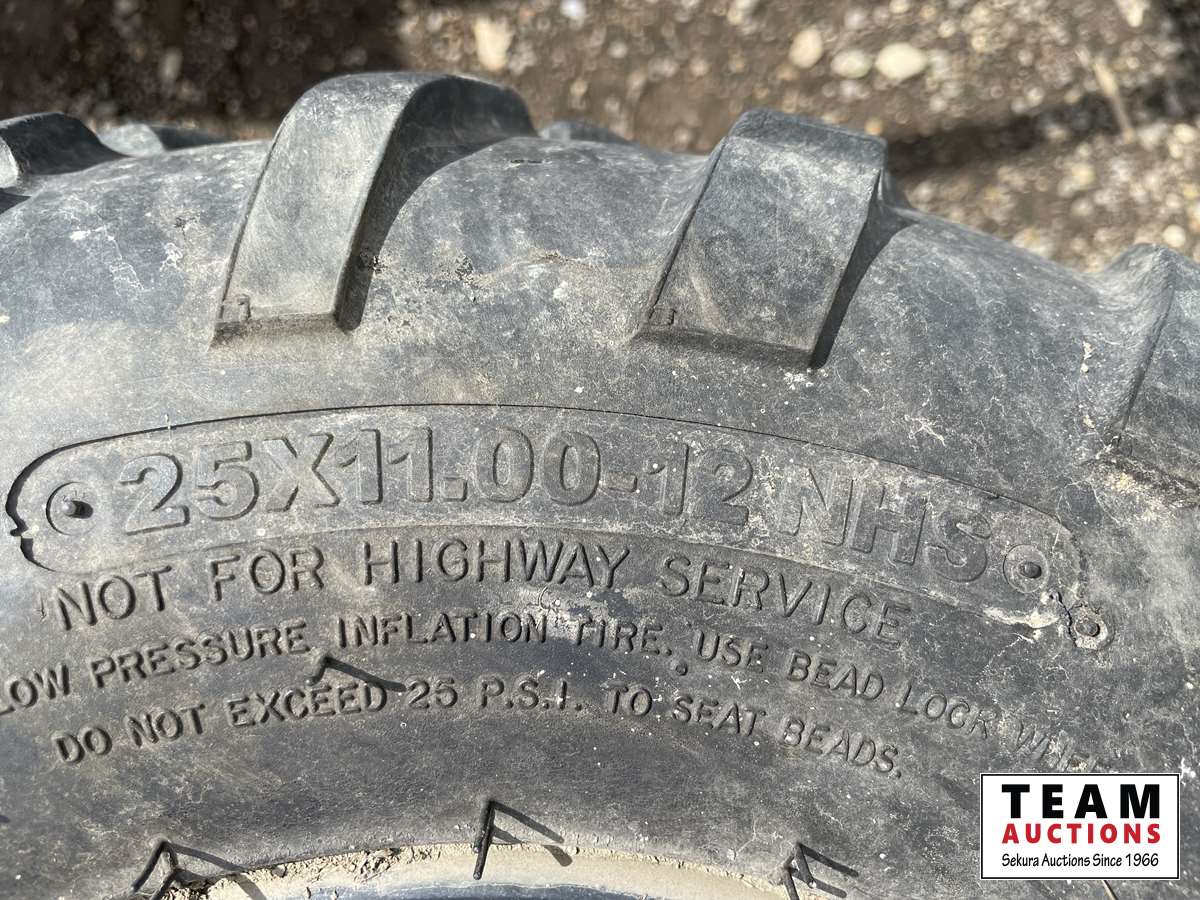 25X11.00-12 NHS
NOT FOR HIGHWAY SERVICE
LOW PRESSURE INFLATION TIRE. USE BEAD LOCK
DO NOT EXCEED 25 P.S.I. TO SEAT BEADS.
TEAM
AUCTIONS
Sekura Auctions Since 1966